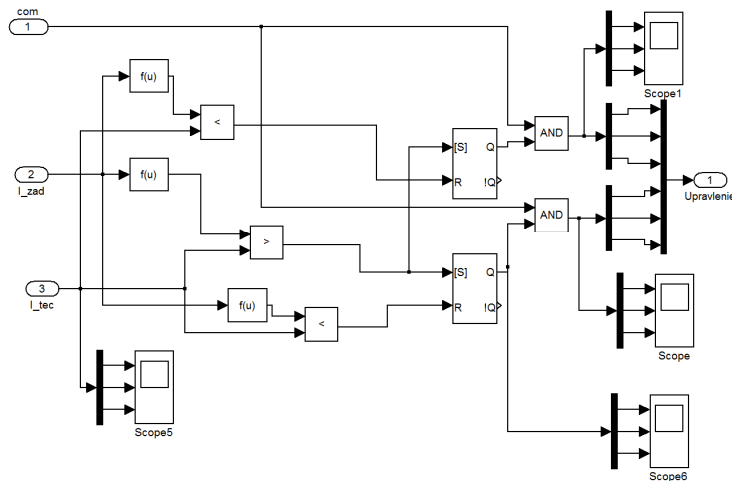 com
1
Scope1
f(u)
<
AND
[S]
Q
R
!Q
2
I_zad
f(u)
1
Upravlenie
AND
>
3
I_tec
[S]
Q
R
!Q
f(u)
<
Scope
Scope5
Scope6